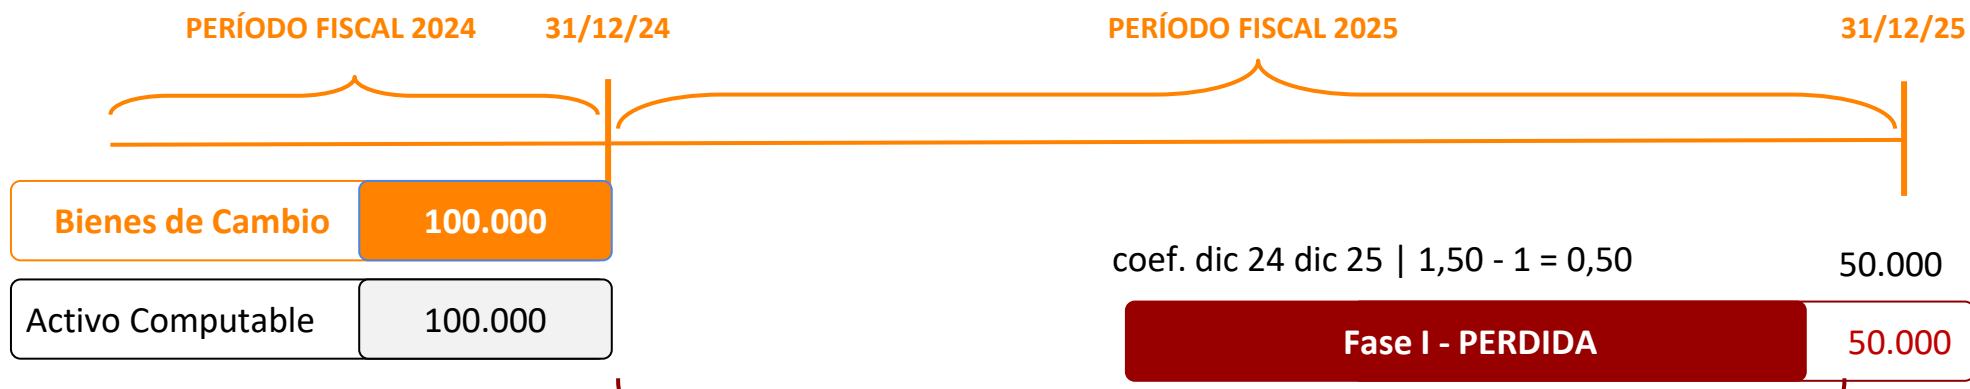 PERÍODO FISCAL 2024 31/12/24 PERÍODO FISCAL 2025 31/12/25
Bienes de Cambio 100.000
coef. dic 24 dic 25 | 1,50 - 1 = 0,50 50.000
Activo Computable 100.000
Fase I - PERDIDA 50.000